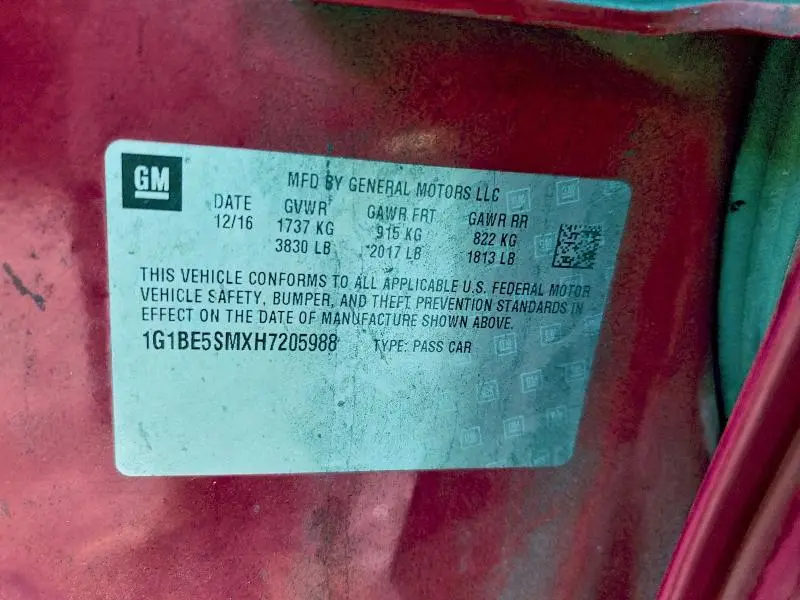 GM
MFD BY GENERAL MOTORS LLC
DATE GVWR GAWR FRT GAWR RR
12/16 1737 KG 915 KG 822 KG
3830 LB 2017 LB 1813 LB
THIS VEHICLE CONFORMS TO ALL APPLICABLE U.S. FEDERAL MOTOR
VEHICLE SAFETY, BUMPER, AND THEFT PREVENTION STANDARDS IN
EFFECT ON THE DATE OF MANUFACTURE SHOWN ABOVE.
1G1BE5SMXH7205988 TYPE: PASS CAR